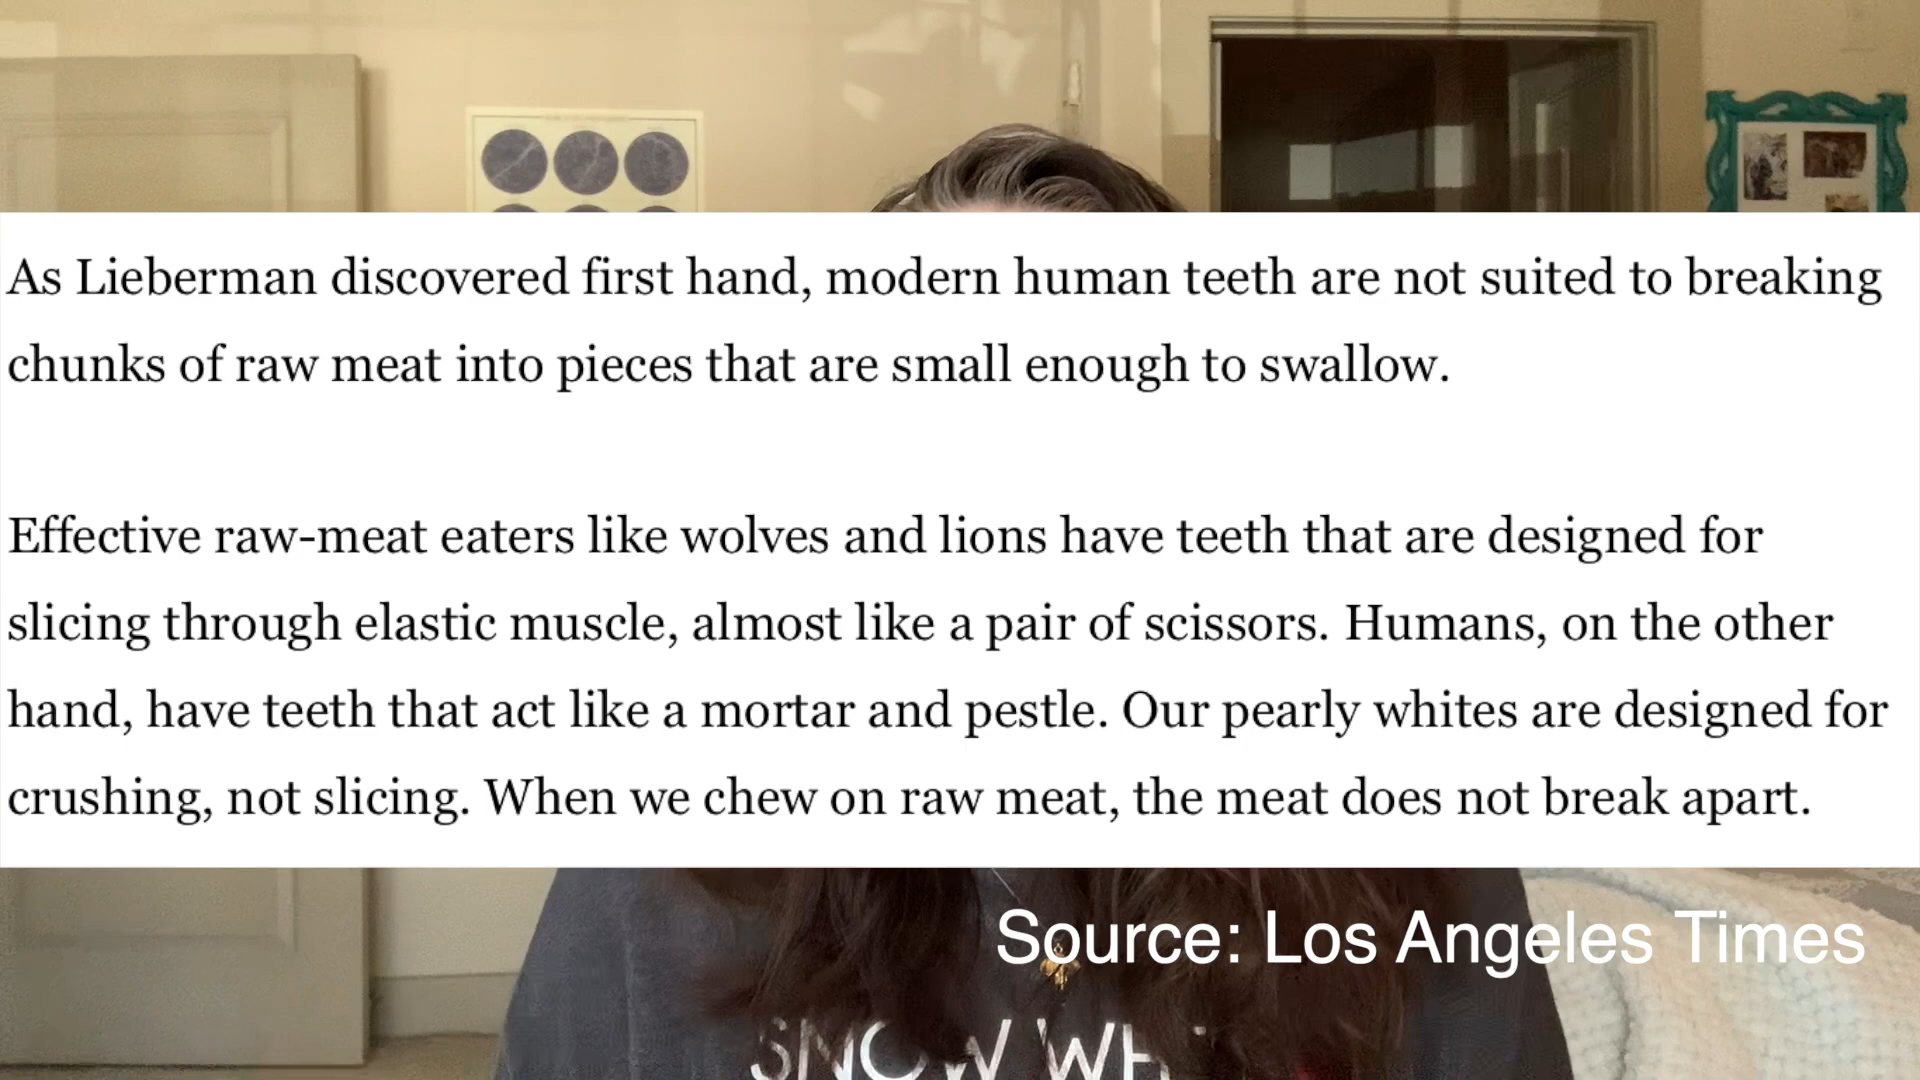 As Lieberman discovered first hand, modern human teeth are not suited to breaking
chunks of raw meat into pieces that are small enough to swallow.
Effective raw-meat eaters like wolves and lions have teeth that are designed for
slicing through elastic muscle, almost like a pair of scissors. Humans, on the other
hand, have teeth that act like a mortar and pestle. Our pearly whites are designed for
crushing, not slicing. When we chew on raw meat, the meat does not break apart.
Source: Los Angeles Times
SNOW WH